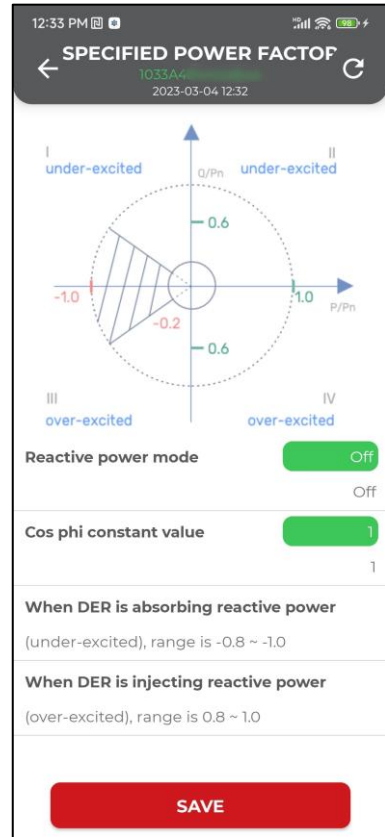 12:33 PM
HG
98
SPECIFIED POWER FACTOR
1033A4
2023-03-04 12:32
I
II
under-excited
Q/Pn
under-excited
0.6
-1.0
1.0
P/Pn
-0.2
0.6
III
IV
over-excited
over-excited
Reactive power mode
Off
Off
Cos phi constant value
1
1
When DER is absorbing reactive power
(under-excited), range is -0.8 ~ -1.0
When DER is injecting reactive power
(over-excited), range is 0.8 ~ 1.0
SAVE